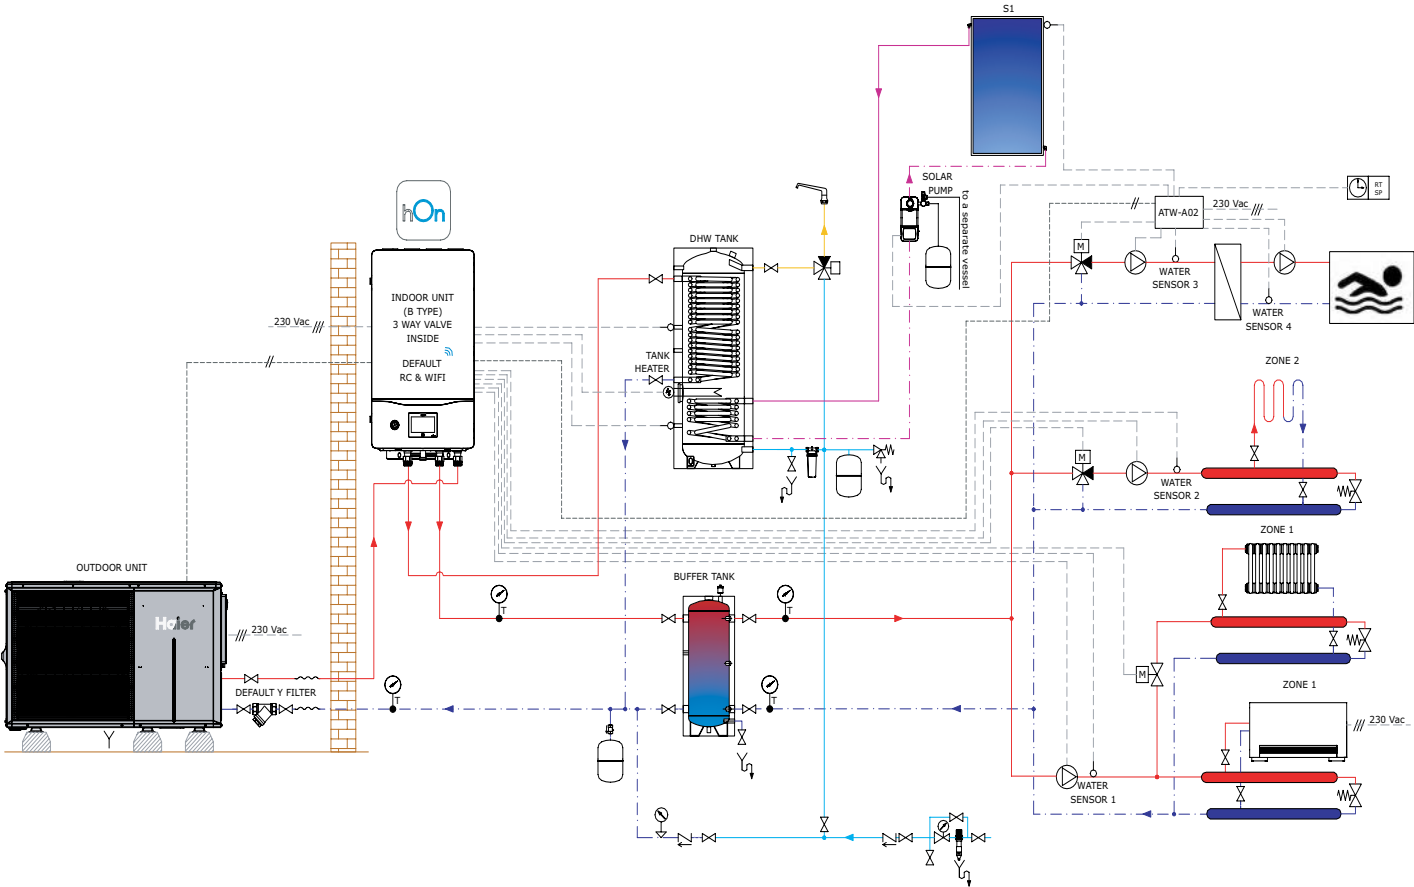 S1
hOn
SOLAR
PUMP
to a separate vessel
RT
SP
ATW-A02
230 Vac
DHW TANK
M
WATER
SENSOR 3
WATER
SENSOR 4
INDOOR UNIT
(B TYPE)
3 WAY VALVE
INSIDE
DEFAULT
RC & WIFI
230 Vac
TANK
HEATER
ZONE 2
M
WATER
SENSOR 2
ZONE 1
OUTDOOR UNIT
Haier
230 Vac
BUFFER TANK
T
T
DEFAULT Y FILTER
T
T
M
ZONE 1
230 Vac
WATER
SENSOR 1